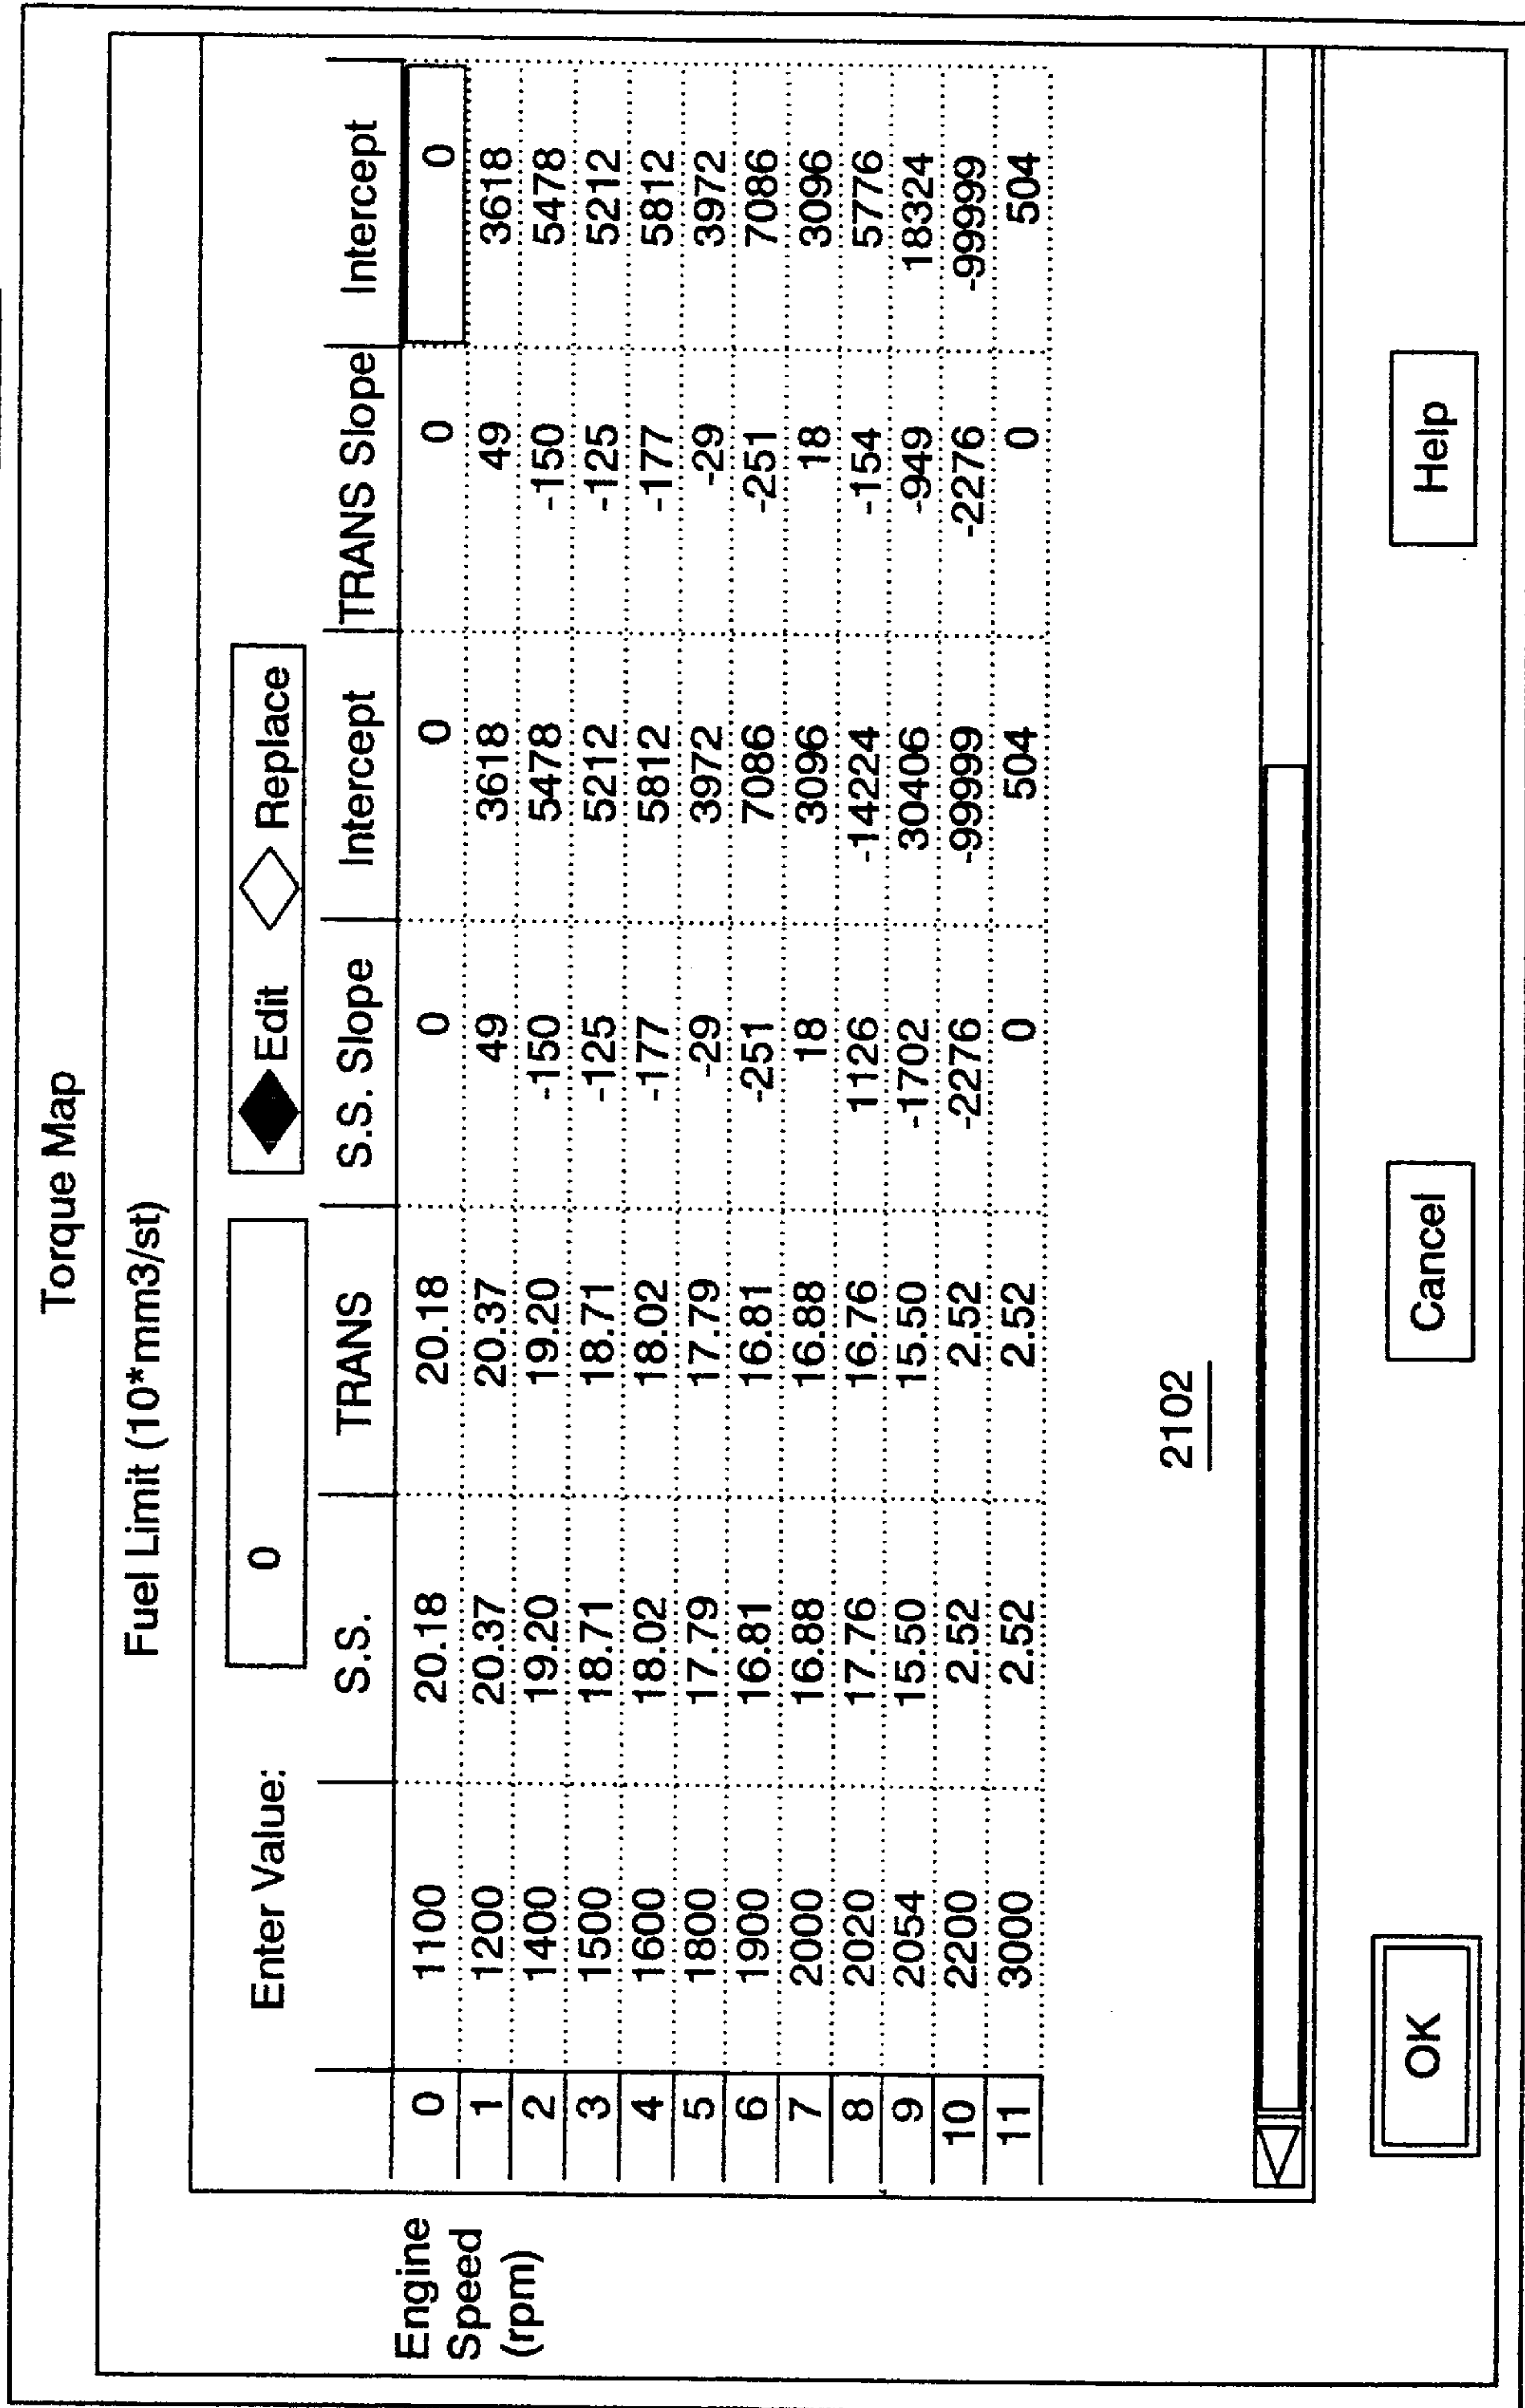 Torque Map
Fuel Limit (10*mm3/st)
Enter Value: 0 Edit Replace
S.S. TRANS S.S. Slope Intercept TRANS Slope Intercept
Engine
Speed
(rpm)
0 1100 20.18 20.18 0 0 0 0
1 1200 20.37 20.37 49 3618 49 3618
2 1400 19.20 19.20 -150 5478 -150 5478
3 1500 18.71 18.71 -125 5212 -125 5212
4 1600 18.02 18.02 -177 5812 -177 5812
5 1800 17.79 17.79 -29 3972 -29 3972
6 1900 16.81 16.81 -251 7086 -251 7086
7 2000 16.88 16.88 18 3096 18 3096
8 2020 17.76 16.76 1126 -14224 -154 5776
9 2054 15.50 15.50 -1702 30406 -949 18324
10 2200 2.52 2.52 -2276 -99999 -2276 -99999
11 3000 2.52 2.52 0 504 0 504
2102
OK Cancel Help